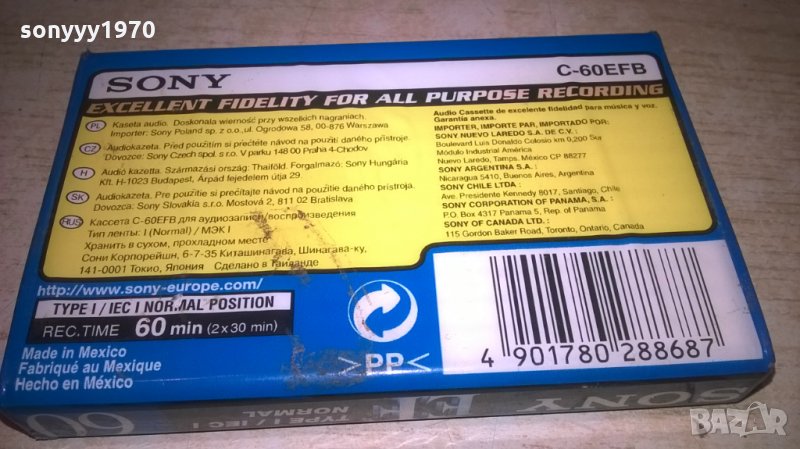 sonyyy1970
SONY
C-60EFB
EXCELLENT FIDELITY FOR ALL PURPOSE RECORDING
PL Kaseta audio. Doskonała wierność przy wszelkich nagraniach.
Importer: Sony Poland sp. z o.o., ul. Ogrodowa 58, 00-876 Warszawa
CZ Audiokazeta. Před použitím si přečtěte návod na použití daného přístroje.
Dovozce: Sony Czech spol. s r.o. V parku 148 00 Praha 4-Chodov
H Audió kazetta. Származási ország: Thaiföld. Forgalmazó: Sony Hungária
Kft. H-1023 Budapest, Árpád fejedelem útja 29.
SK Audiokazeta. Pre použitie si prečítajte návod na použitie daného prístroja.
Dovozca: Sony Slovakia s.r.o. Mostová 2, 811 02 Bratislava
RUS Кассета C-60EFB для аудиозаписи/воспроизведения
Тип ленты: I (Normal) / МЭК I
Хранить в сухом, прохладном месте
Сони Корпорейшн, 6-7-35 Киташинагава, Шинагава-ку,
141-0001 Токио, Япония Сделано в Таиланде
Audio Cassette de excelente fidelidad para música y voz.
Garantía anexa.
IMPORTER, IMPORTE PAR, IMPORTADO POR:
SONY NUEVO LAREDO S.A. DE C.V.:
Boulevard Luis Donaldo Colosio km 0,200 Sur
Módulo Industrial América
Nuevo Laredo, Tamps. México CP 88277
SONY ARGENTINA S.A.:
Nicaragua 5410, Buenos Aires, Argentina
SONY CHILE LTDA:
Ave. Presidente Kennedy 8017, Santiago, Chile
SONY CORPORATION OF PANAMA, S.A.:
P.O. Box 4317 Panama 5, Rep. of Panama
SONY OF CANADA LTD.:
115 Gordon Baker Road, Toronto, Ontario, Canada
http://www.sony-europe.com/
TYPE I / IEC I NORMAL POSITION
REC.TIME 60 min (2 x 30 min)
Made in Mexico
Fabriqué au Mexique
Hecho en México
>PP<
4 901780 288687
60 TYPE I / IEC I NORMAL EF SONY
BAZAR